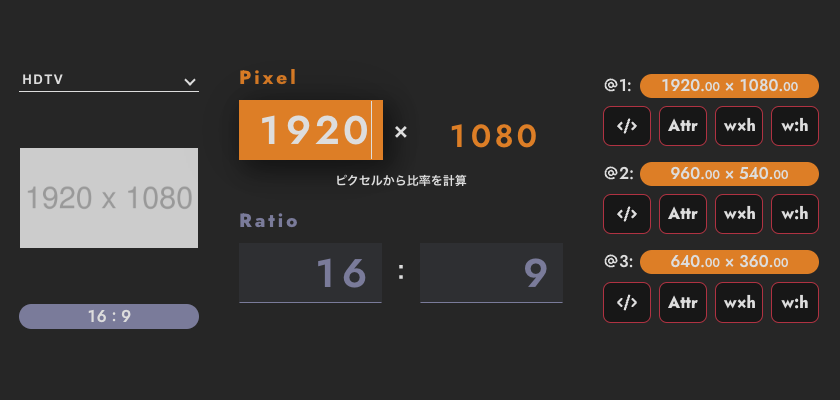 HDTV
1920 x 1080
16 : 9
Pixel
1920 × 1080
ピクセルから比率を計算
Ratio
16 : 9
@1: 1920.00 × 1080.00
</> Attr w×h w:h
@2: 960.00 × 540.00
</> Attr w×h w:h
@3: 640.00 × 360.00
</> Attr w×h w:h